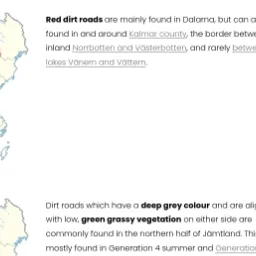 Red dirt roads are mainly found in Dalarna, but can a
found in and around Kalmar county, the border betwe
inland Norrbotten and Västerbotten, and rarely betwe
lakes Vänern and Vättern.
Dirt roads which have a deep grey colour and are ali
with low, green grassy vegetation on either side are
commonly found in the northern half of Jämtland. Thi
mostly found in Generation 4 summer and Generation